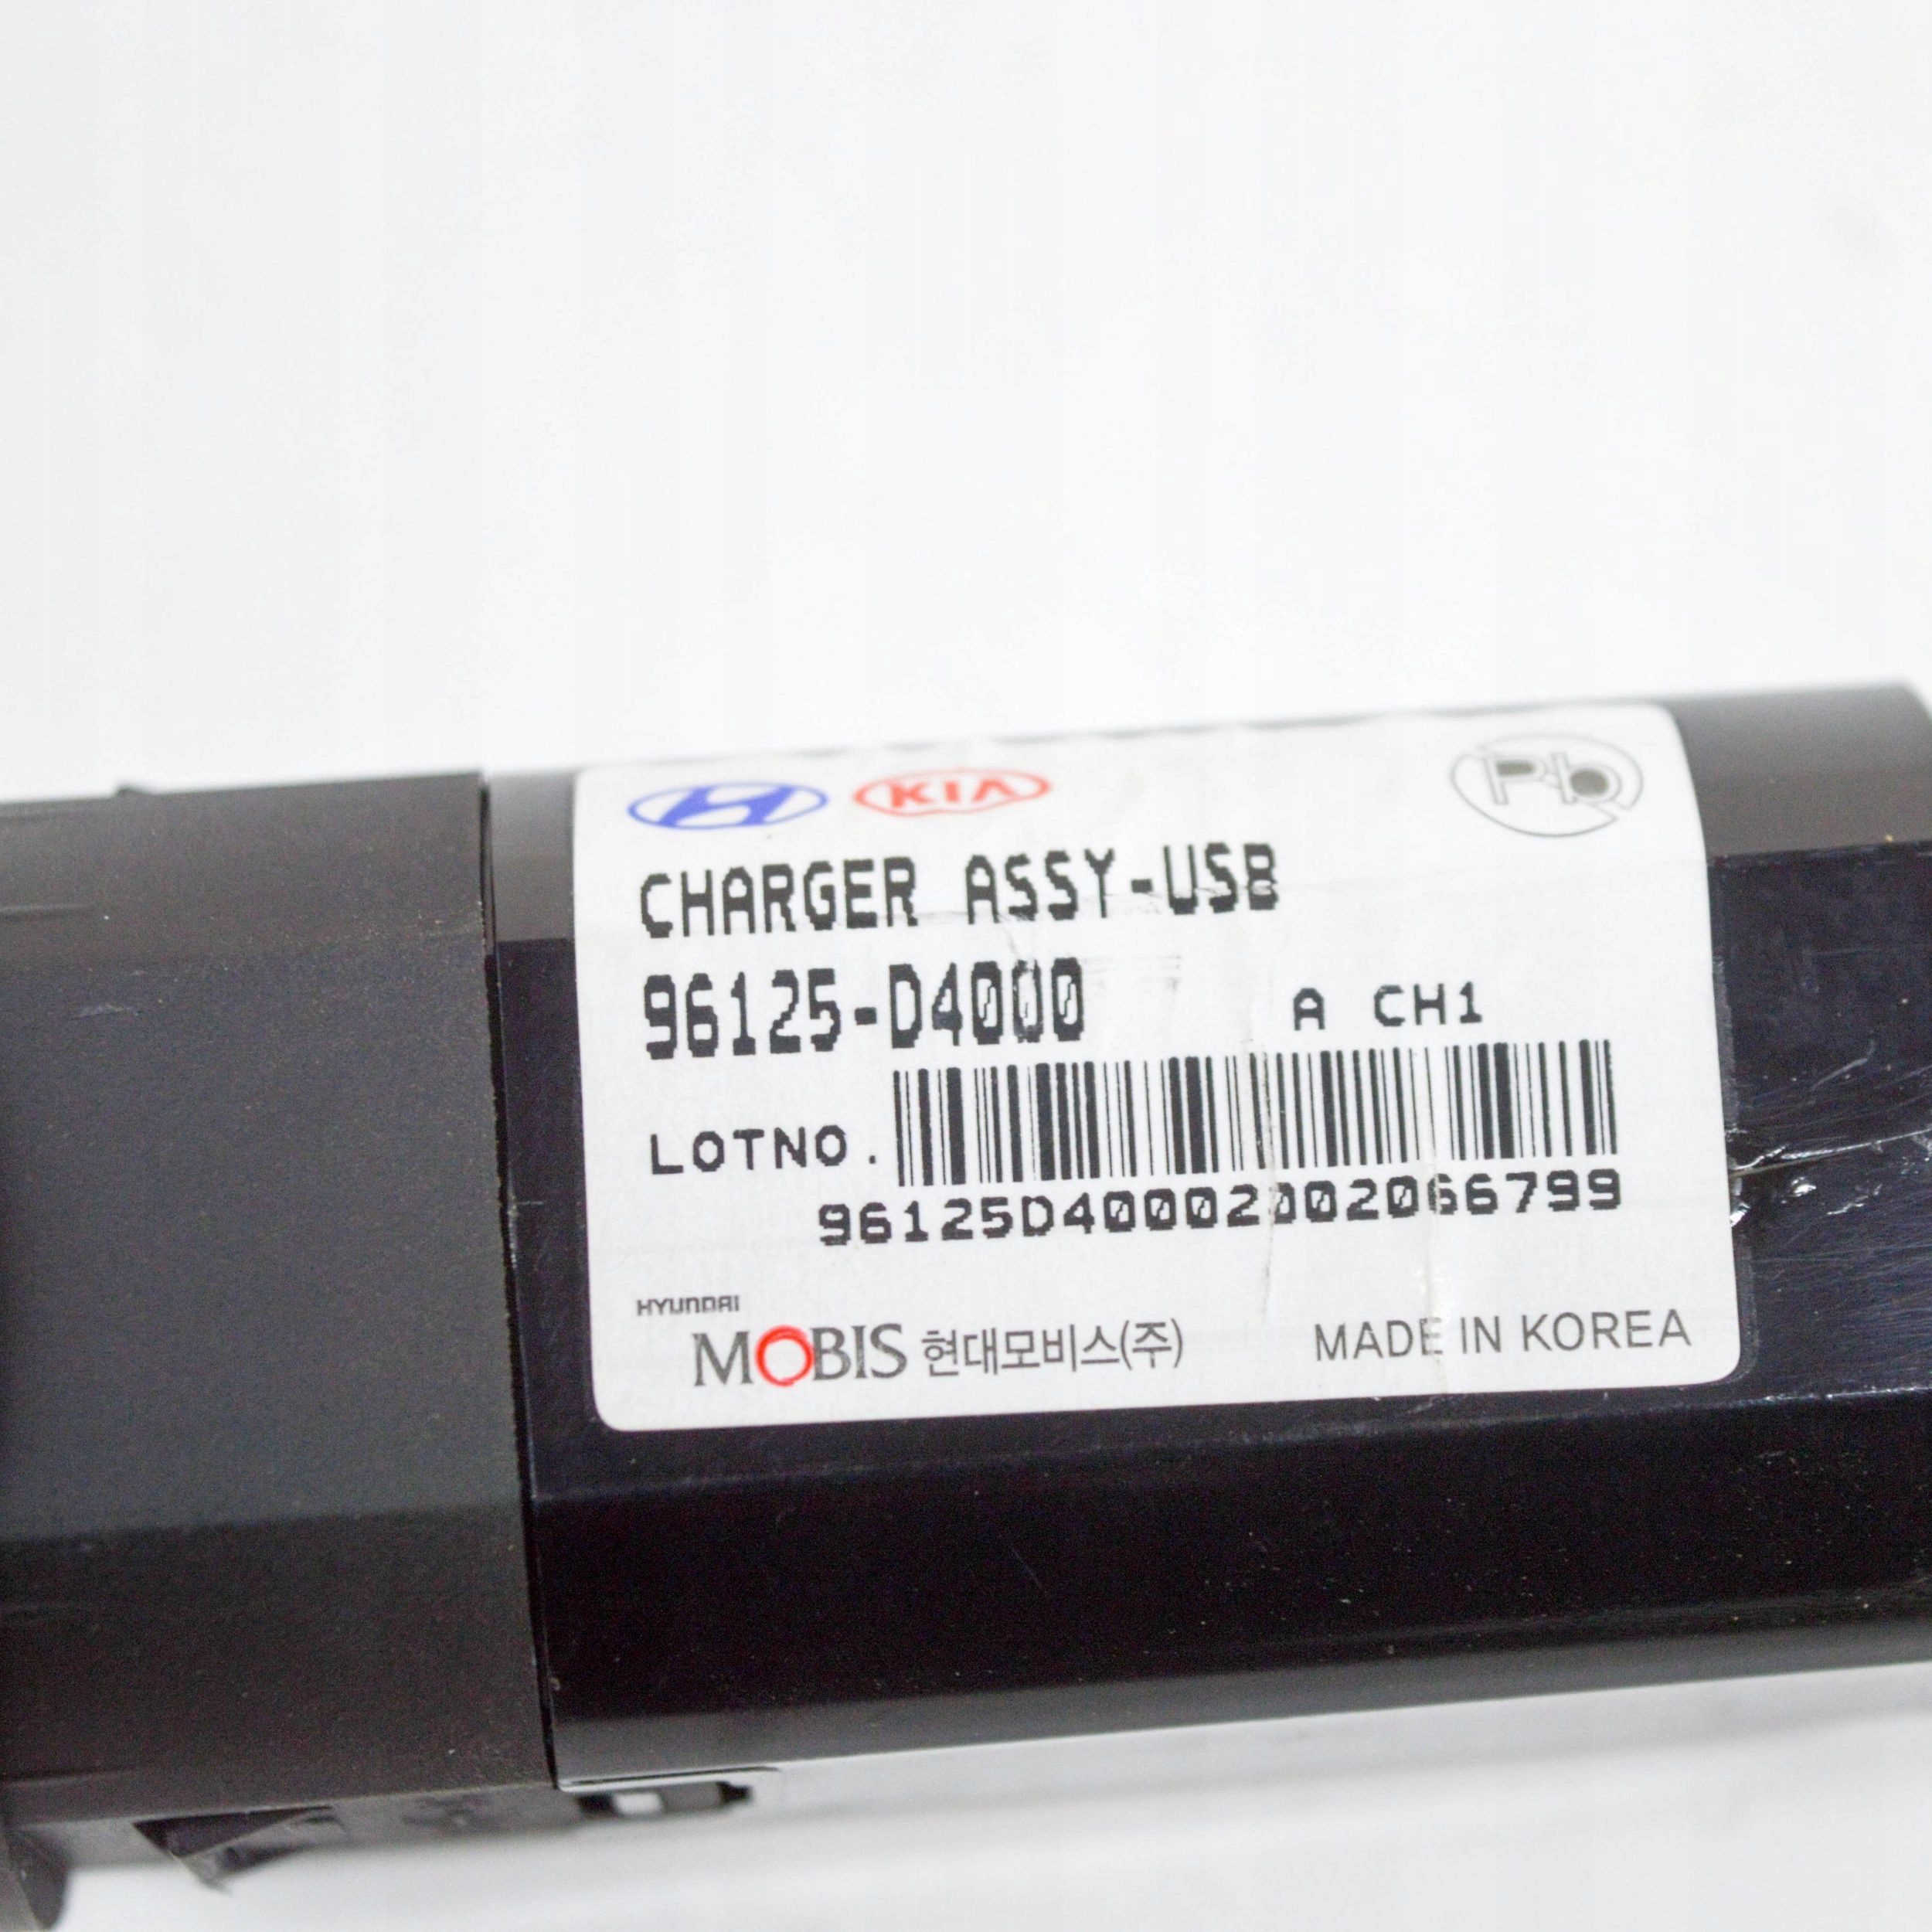 KIA Pb
CHARGER ASSY-USB
96125-D4000 A CH1
LOTNO.
96125D40002002066799
HYUNDAI
MOBIS 현대모비스(주) MADE IN KOREA